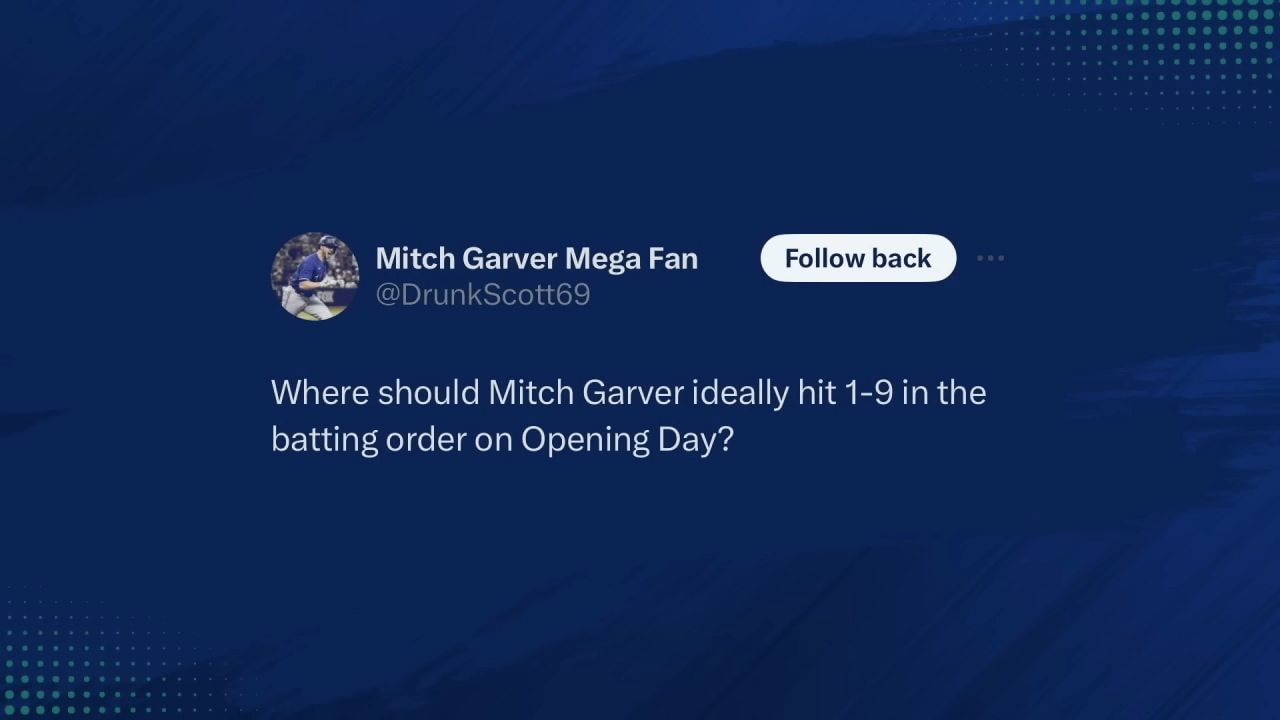 Mitch Garver Mega Fan
Follow back
@DrunkScott69
Where should Mitch Garver ideally hit 1-9 in the
batting order on Opening Day?